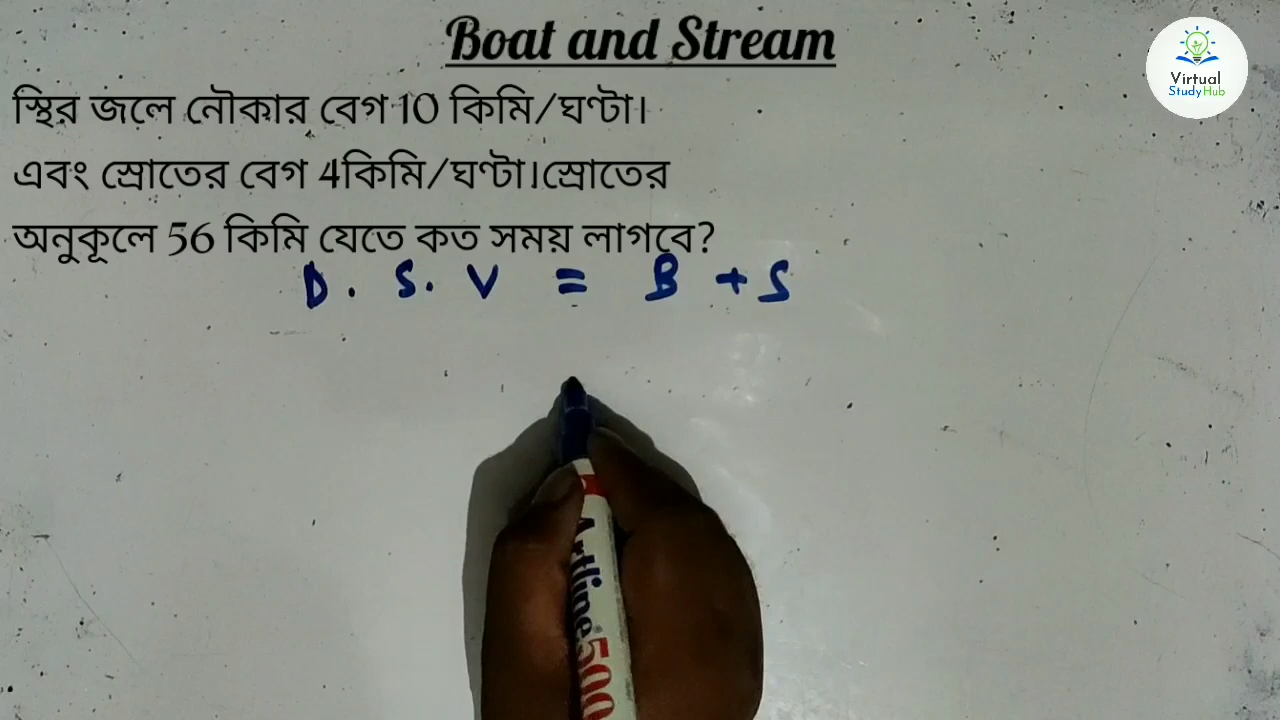 Boat and Stream
Virtual
StudyHub
স্থির জলে নৌকার বেগ 10 কিমি/ঘণ্টা।
এবং স্রোতের বেগ 4কিমি/ঘণ্টা।স্রোতের
অনুকূলে 56 কিমি যেতে কত সময় লাগবে?
D. S. V = B + S
Artline 500